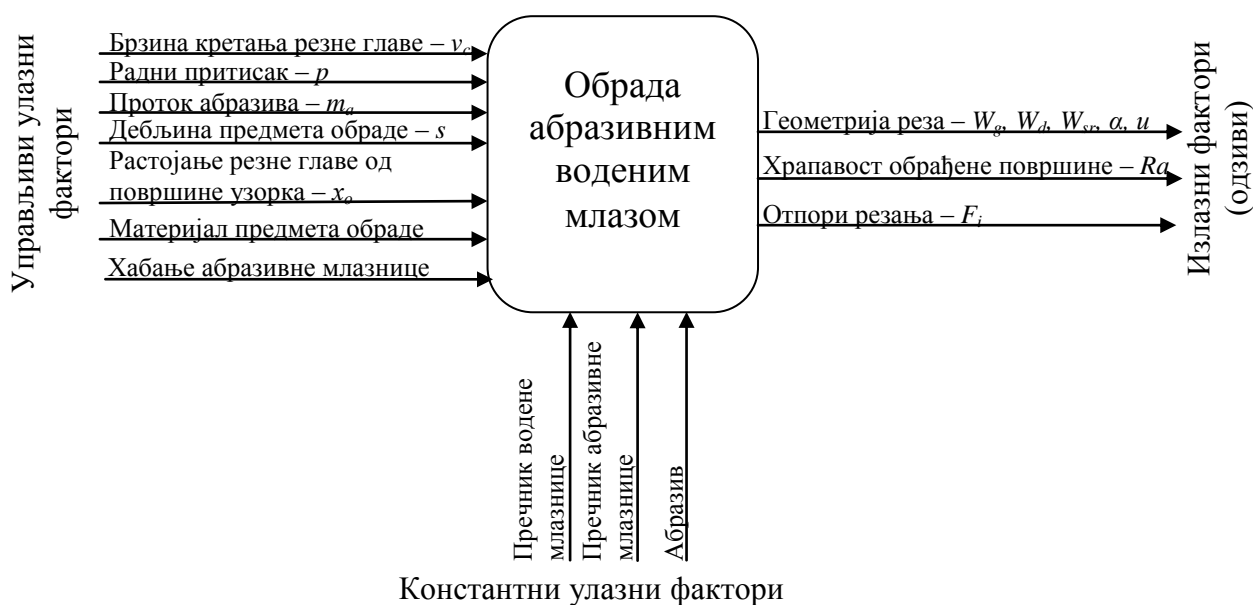 Управљиви улазни
фактори
Брзина кретања резне главе – v_c
Радни притисак – p
Проток абразива – m_a
Дебљина предмета обраде – s
Растојање резне главе од
површине узорка – x_o
Материјал предмета обраде
Хабање абразивне млазнице
Обрада
абразивним
воденим
млазом
Геометрија реза – W_g, W_d, W_sr, α, u
Храпавост обрађене површине – Ra
Отпори резања – F_i
Излазни фактори
(одзиви)
Пречник водене
млазнице
Пречник абразивне
млазнице
Абразив
Константни улазни фактори